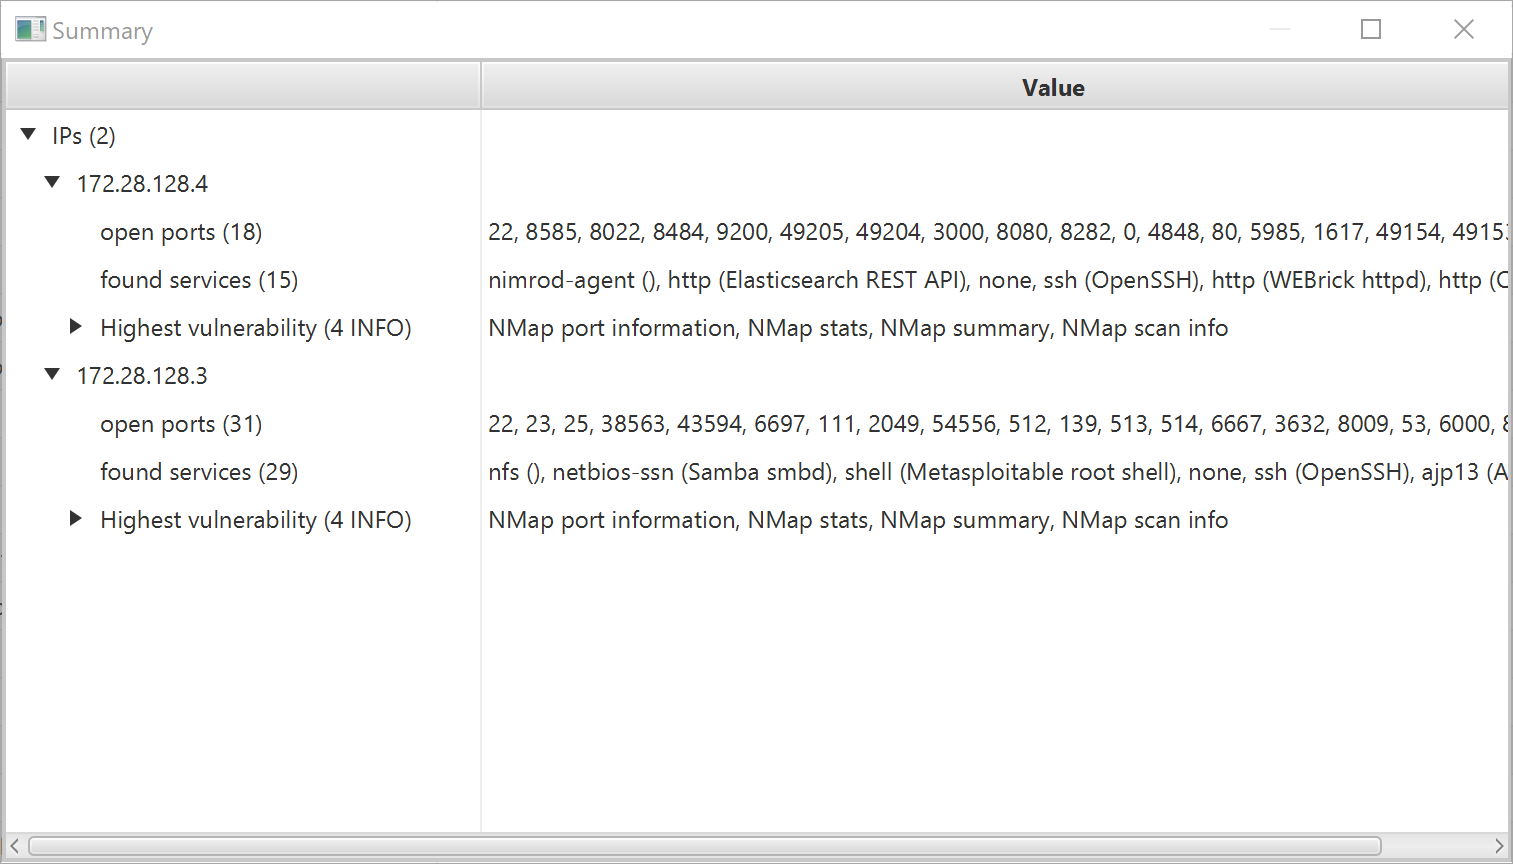 Summary
Value
IPs (2)
172.28.128.4
open ports (18) 22, 8585, 8022, 8484, 9200, 49205, 49204, 3000, 8080, 8282, 0, 4848, 80, 5985, 1617, 49154, 49153
found services (15) nimrod-agent (), http (Elasticsearch REST API), none, ssh (OpenSSH), http (WEBrick httpd), http (
Highest vulnerability (4 INFO) NMap port information, NMap stats, NMap summary, NMap scan info
172.28.128.3
open ports (31) 22, 23, 25, 38563, 43594, 6697, 111, 2049, 54556, 512, 139, 513, 514, 6667, 3632, 8009, 53, 6000,
found services (29) nfs (), netbios-ssn (Samba smbd), shell (Metasploitable root shell), none, ssh (OpenSSH), ajp13 (A
Highest vulnerability (4 INFO) NMap port information, NMap stats, NMap summary, NMap scan info